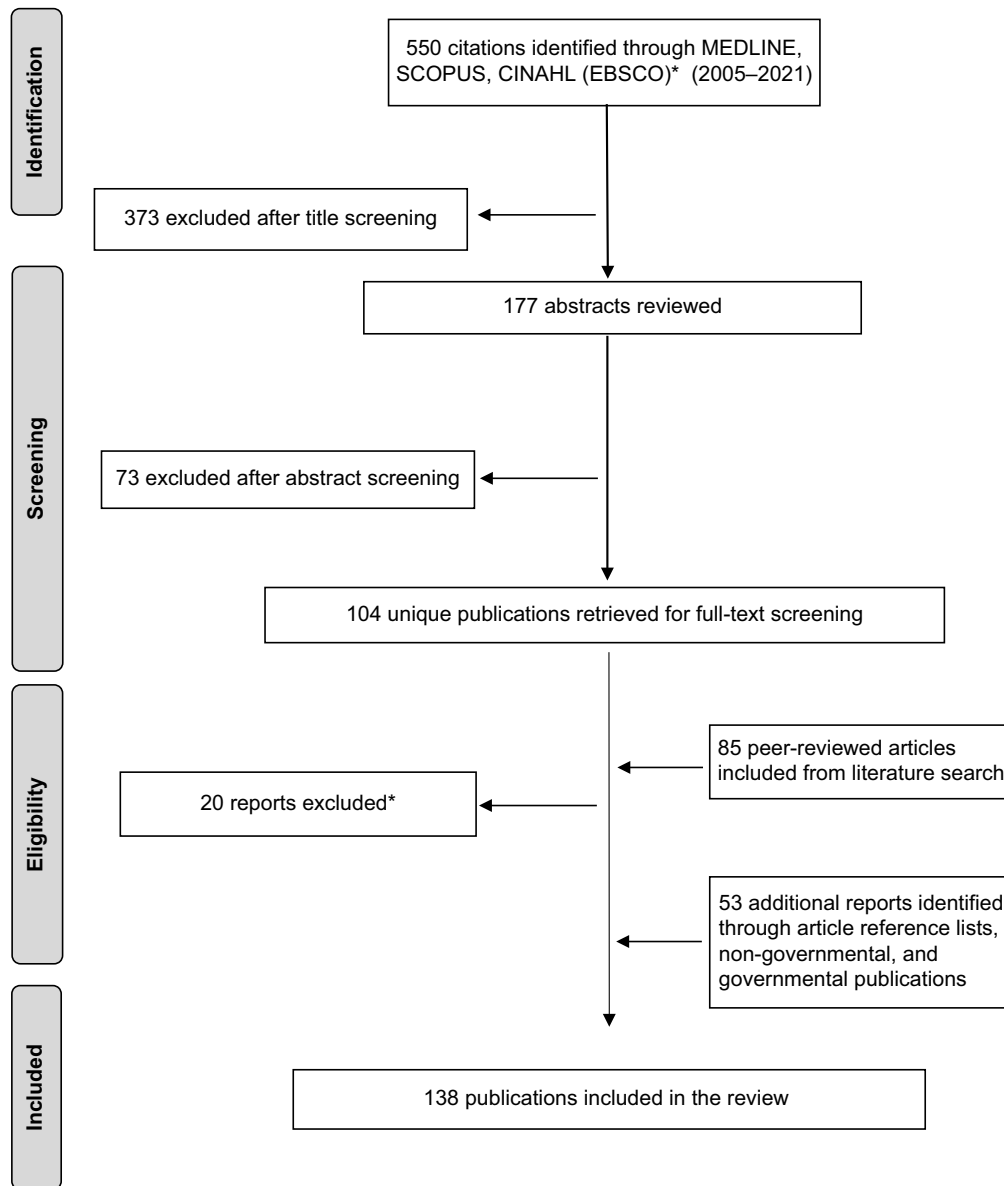 Identification
550 citations identified through MEDLINE,
SCOPUS, CINAHL (EBSCO)* (2005–2021)
373 excluded after title screening
Screening
177 abstracts reviewed
73 excluded after abstract screening
104 unique publications retrieved for full-text screening
Eligibility
85 peer-reviewed articles
included from literature search
20 reports excluded*
53 additional reports identified
through article reference lists,
non-governmental, and
governmental publications
Included
138 publications included in the review